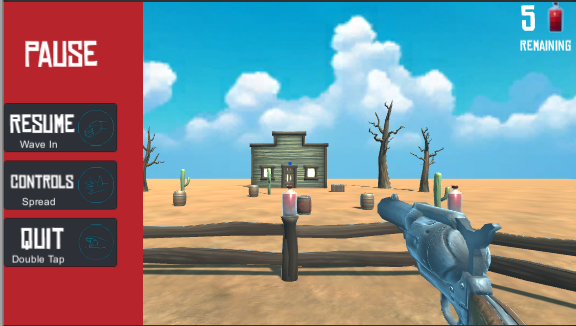 PAUSE
RESUME
Wave In
CONTROLS
Spread
QUIT
Double Tap
5
REMAINING